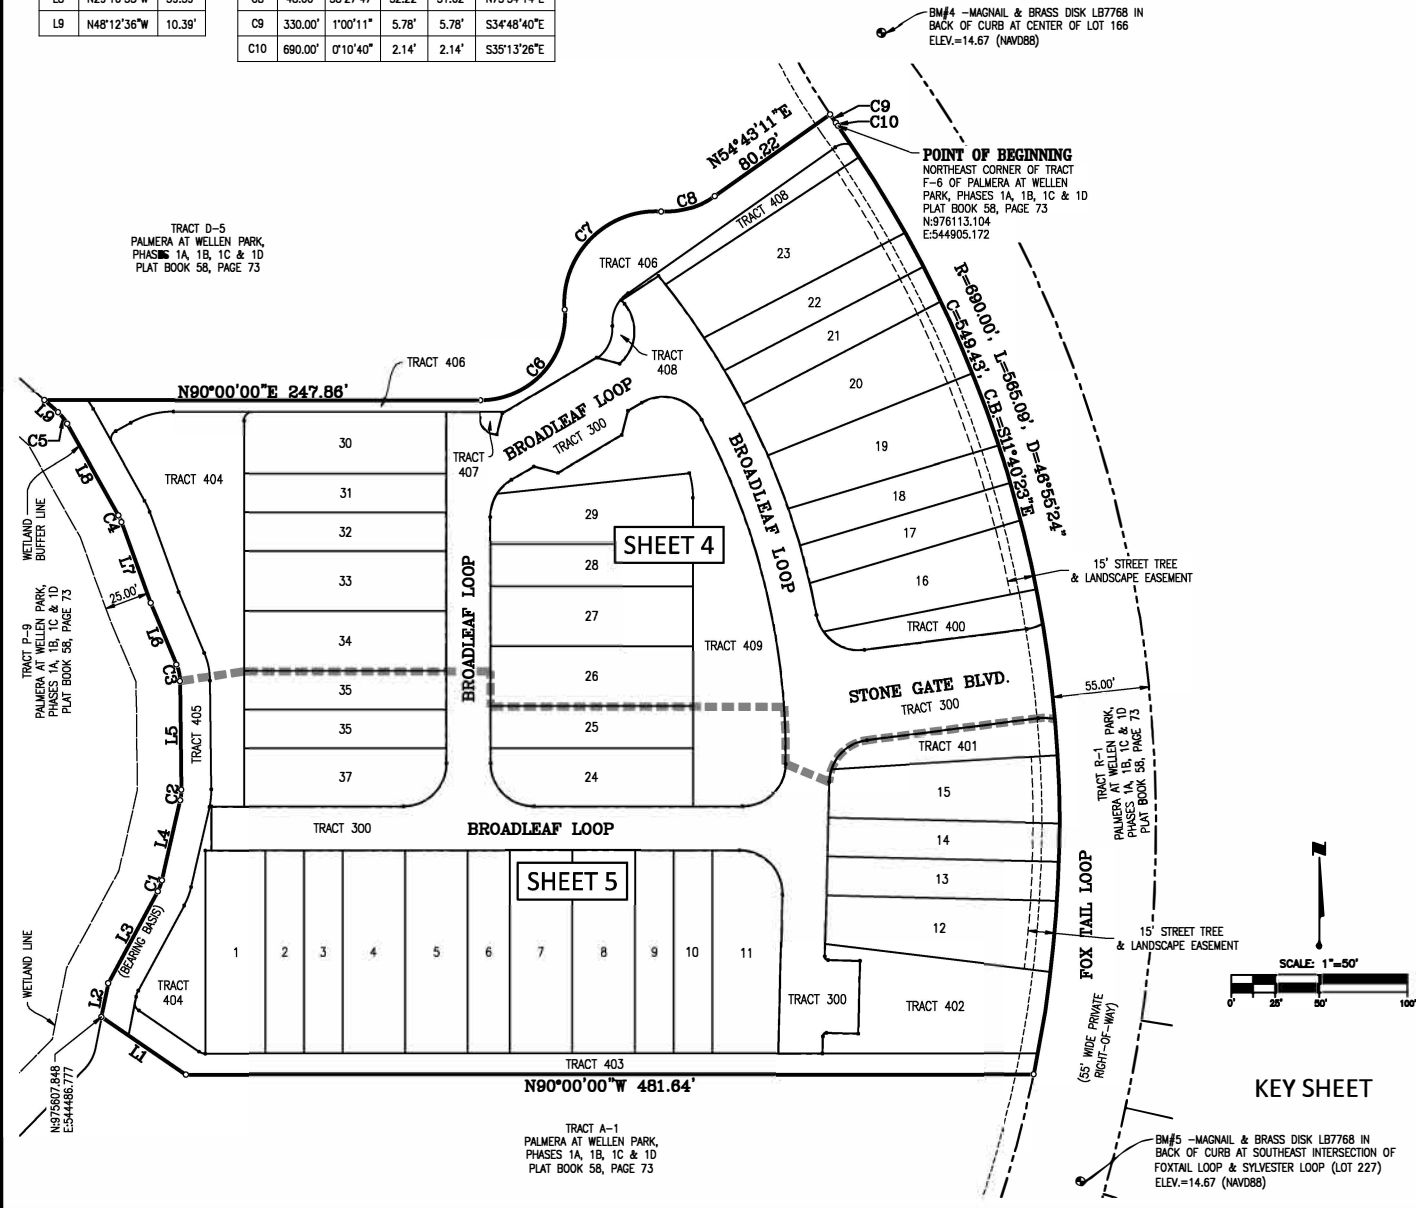 L9 N48°12'36"W 10.39'
C9 330.00' 1°00'11" 5.78' 5.78' S34°48'40"E
C10 690.00' 0°10'40" 2.14' 2.14' S35°13'26"E
BM#4 -MAGNAIL & BRASS DISK LB7768 IN
BACK OF CURB AT CENTER OF LOT 166
ELEV.=14.67 (NAVD88)
C9
C10
N54°43'11"E
80.22'
POINT OF BEGINNING
NORTHEAST CORNER OF TRACT
F-6 OF PALMERA AT WELLEN
PARK, PHASES 1A, 1B, 1C & 1D
PLAT BOOK 58, PAGE 73
N:976113.104
E:544905.172
TRACT D-5
PALMERA AT WELLEN PARK,
PHASES 1A, 1B, 1C & 1D
PLAT BOOK 58, PAGE 73
C8
C7
C6
TRACT 408
TRACT 406
23
22
21
20
19
18
17
16
R=690.00', L=565.09', D=46°55'24"
C=549.43', C.B.=S11°40'23"E
TRACT
408
TRACT 406
N90°00'00"E 247.86'
L9
C5
L8
C4
L7
L6
C3
L5
C2
L4
C1
L3
(BEARING BASIS)
L2
L1
WETLAND
BUFFER LINE
25.00'
TRACT P-9
PALMERA AT WELLEN PARK,
PHASES 1A, 1B, 1C & 1D
PLAT BOOK 58, PAGE 73
WETLAND LINE
N:975607.848
E:544486.777
TRACT 404
30
31
32
33
34
35
35
37
TRACT
407
BROADLEAF LOOP
TRACT 300
BROADLEAF LOOP
BROADLEAF LOOP
29
SHEET 4
28
27
26
25
24
TRACT 409
15' STREET TREE
& LANDSCAPE EASEMENT
TRACT 400
STONE GATE BLVD.
TRACT 300
55.00'
TRACT 401
TRACT R-1
PALMERA AT WELLEN PARK,
PHASES 1A, 1B, 1C & 1D
PLAT BOOK 58, PAGE 73
TRACT 405
TRACT 300
BROADLEAF LOOP
15
14
13
12
SHEET 5
1
2
3
4
5
6
7
8
9
10
11
TRACT
404
TRACT 300
TRACT 402
TRACT 403
N90°00'00"W 481.64'
FOX TAIL LOOP
(55' WIDE PRIVATE
RIGHT-OF-WAY)
15' STREET TREE
& LANDSCAPE EASEMENT
N
SCALE: 1"=50'
0' 25' 50' 100'
KEY SHEET
TRACT A-1
PALMERA AT WELLEN PARK,
PHASES 1A, 1B, 1C & 1D
PLAT BOOK 58, PAGE 73
BM#5 -MAGNAIL & BRASS DISK LB7768 IN
BACK OF CURB AT SOUTHEAST INTERSECTION OF
FOXTAIL LOOP & SYLVESTER LOOP (LOT 227)
ELEV.=14.67 (NAVD88)